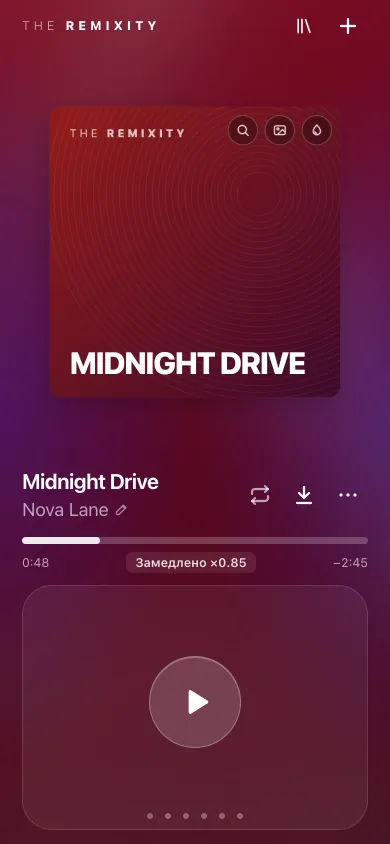 THE REMIXITY
THE REMIXITY
MIDNIGHT DRIVE
Midnight Drive
Nova Lane
0:48
Замедлено ×0.85
−2:45